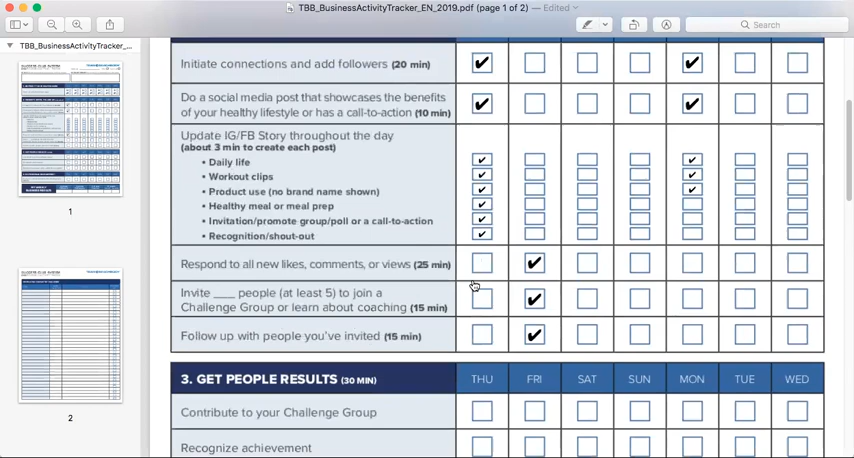 TBB_BusinessActivityTracker_EN_2019.pdf (page 1 of 2) — Edited
Search
TBB_BusinessActivityTracker_...
1
2
Initiate connections and add followers (20 min)
Do a social media post that showcases the benefits
of your healthy lifestyle or has a call-to-action (10 min)
Update IG/FB Story throughout the day
(about 3 min to create each post)
• Daily life
• Workout clips
• Product use (no brand name shown)
• Healthy meal or meal prep
• Invitation/promote group/poll or a call-to-action
• Recognition/shout-out
Respond to all new likes, comments, or views (25 min)
Invite ___ people (at least 5) to join a
Challenge Group or learn about coaching (15 min)
Follow up with people you've invited (15 min)
3. GET PEOPLE RESULTS (30 MIN) THU FRI SAT SUN MON TUE WED
Contribute to your Challenge Group
Recognize achievement